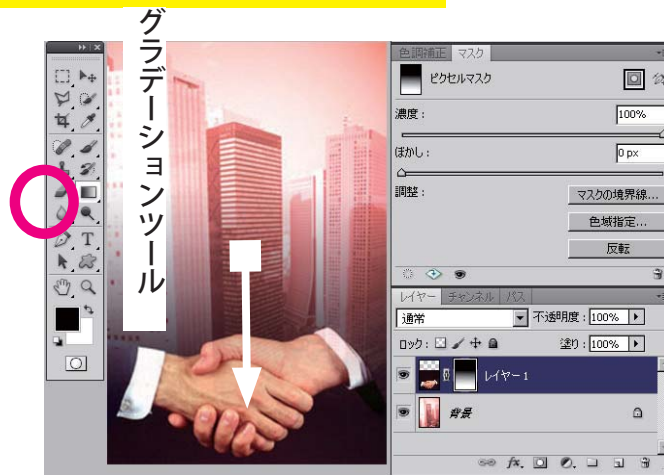 グラデーションツール
色調補正 マスク
ピクセルマスク
濃度： 100%
ぼかし： 0 px
調整： マスクの境界線...
色域指定...
反転
レイヤー チャンネル パス
通常 不透明度：100%
ロック： 塗り：100%
レイヤー 1
背景
fx.
T